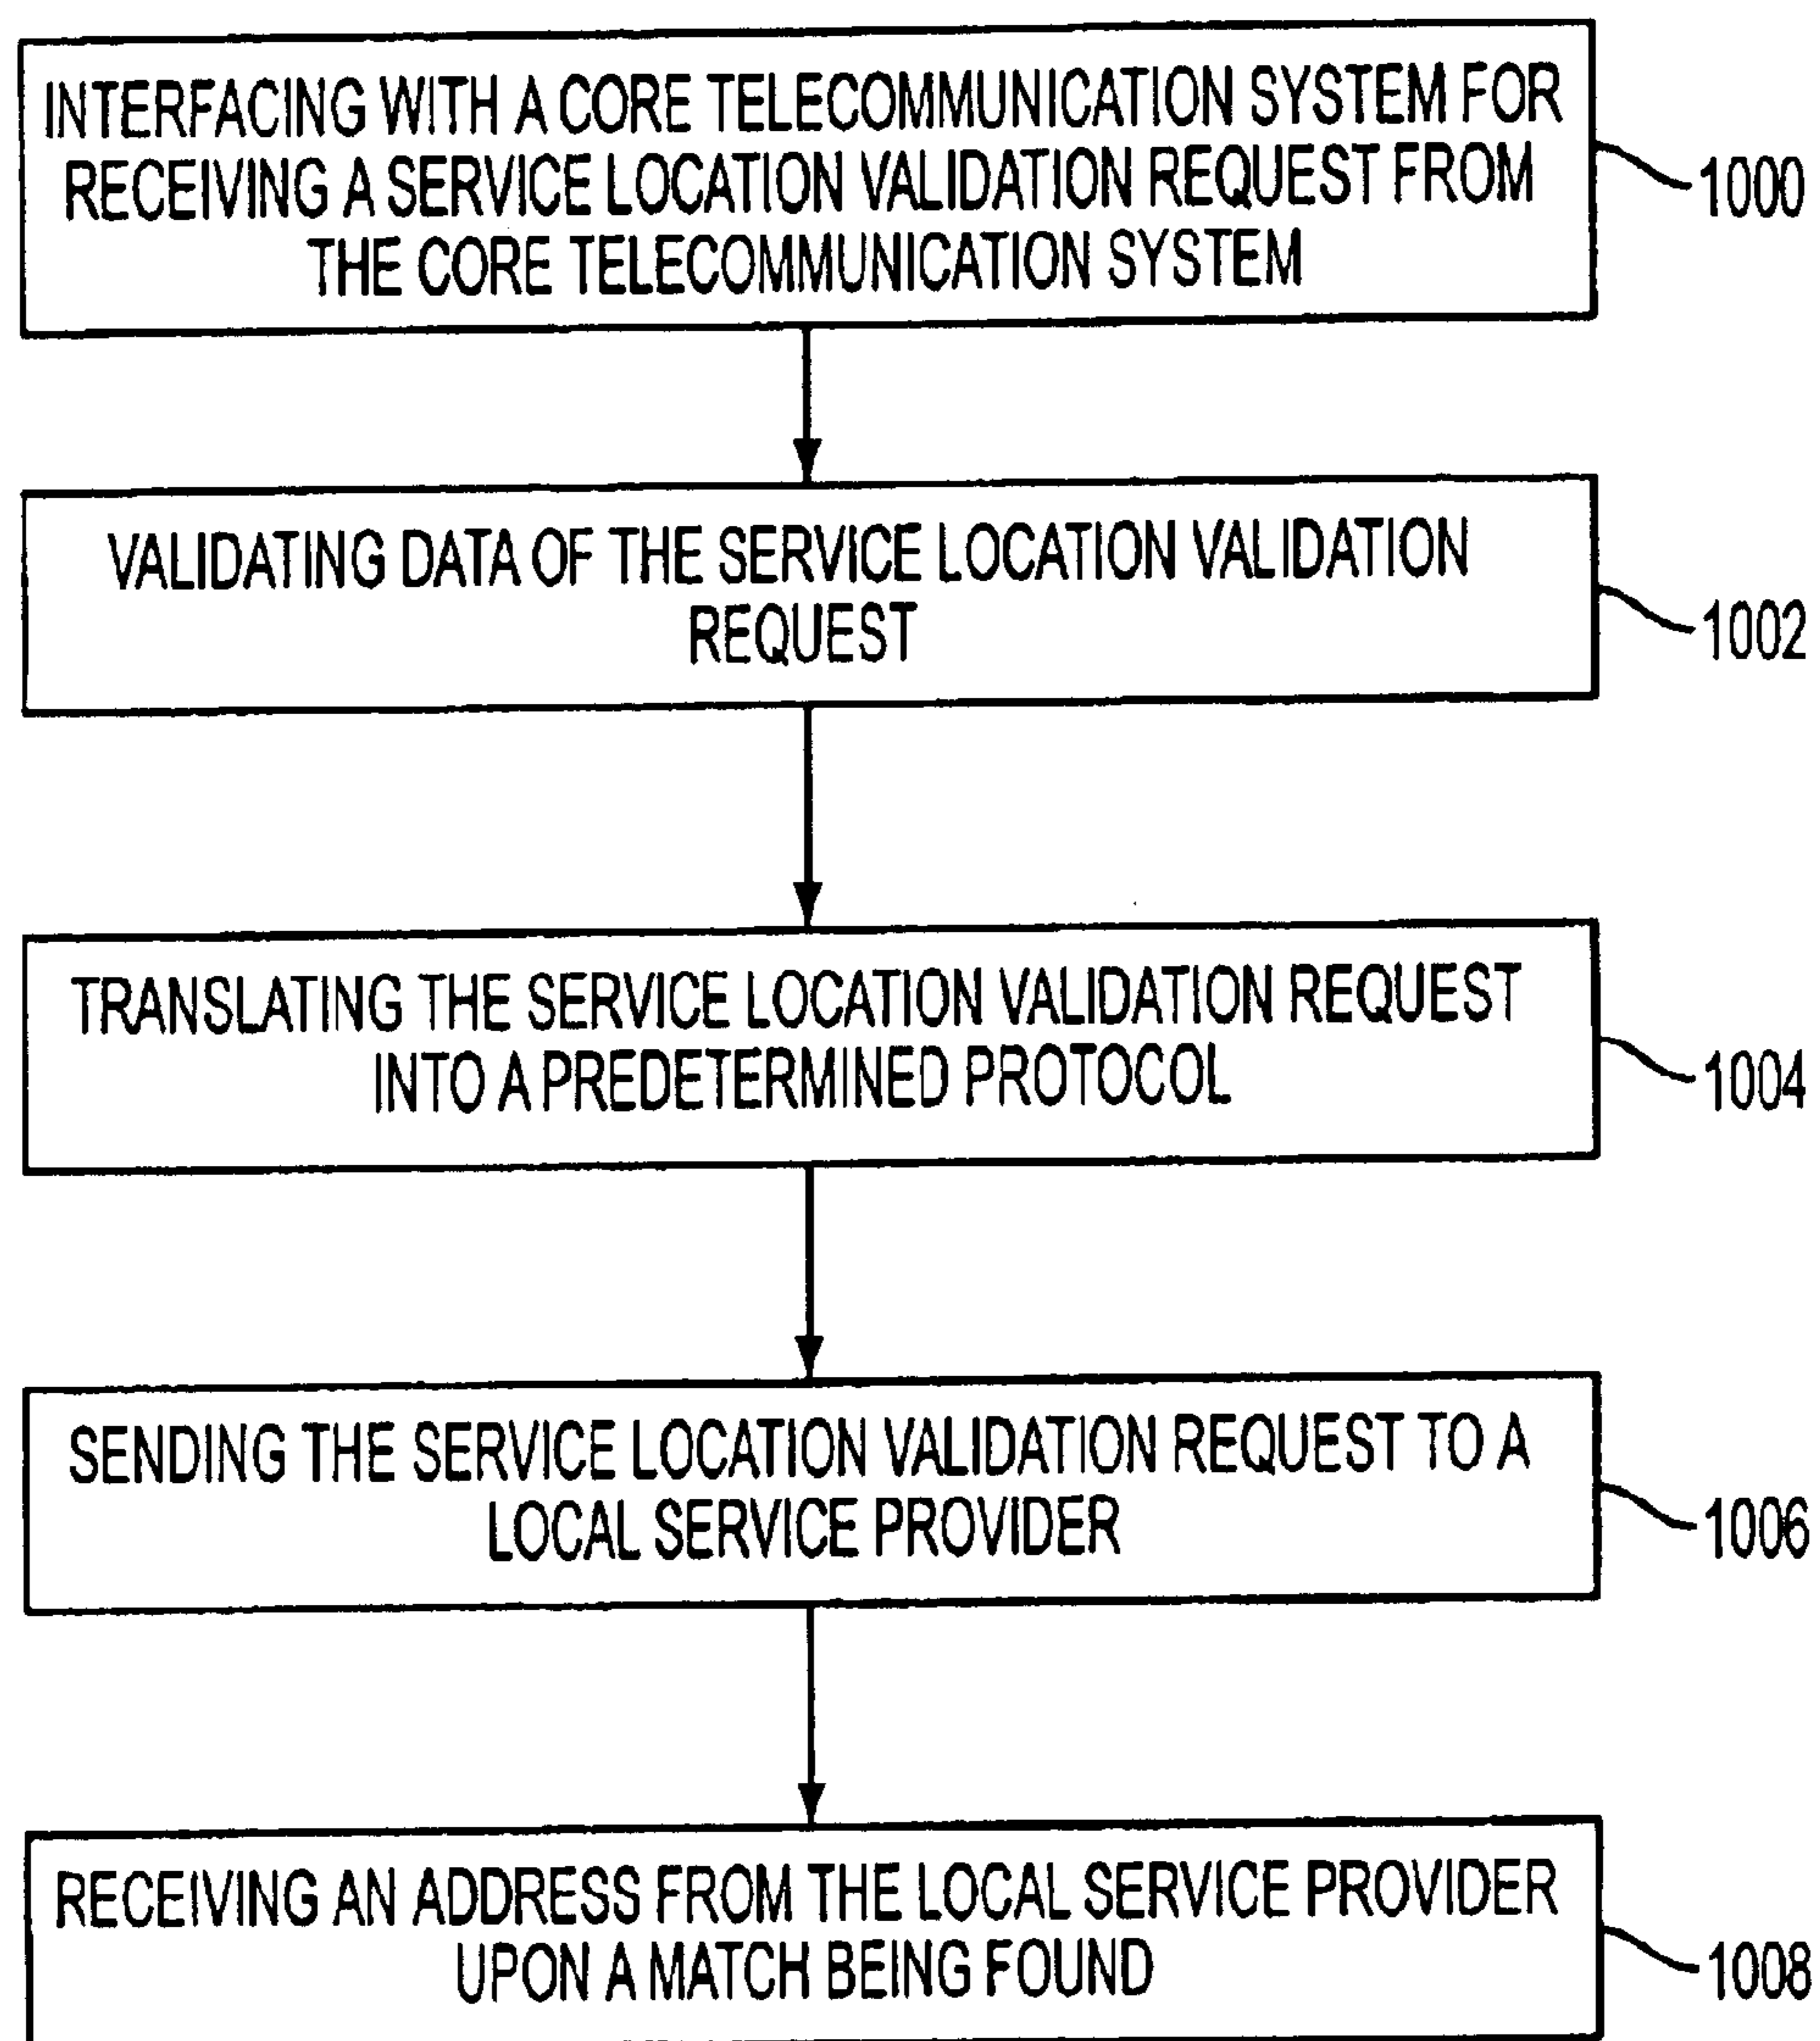 INTERFACING WITH A CORE TELECOMMUNICATION SYSTEM FOR
RECEIVING A SERVICE LOCATION VALIDATION REQUEST FROM
THE CORE TELECOMMUNICATION SYSTEM
1000
VALIDATING DATA OF THE SERVICE LOCATION VALIDATION
REQUEST
1002
TRANSLATING THE SERVICE LOCATION VALIDATION REQUEST
INTO A PREDETERMINED PROTOCOL
1004
SENDING THE SERVICE LOCATION VALIDATION REQUEST TO A
LOCAL SERVICE PROVIDER
1006
RECEIVING AN ADDRESS FROM THE LOCAL SERVICE PROVIDER
UPON A MATCH BEING FOUND
1008